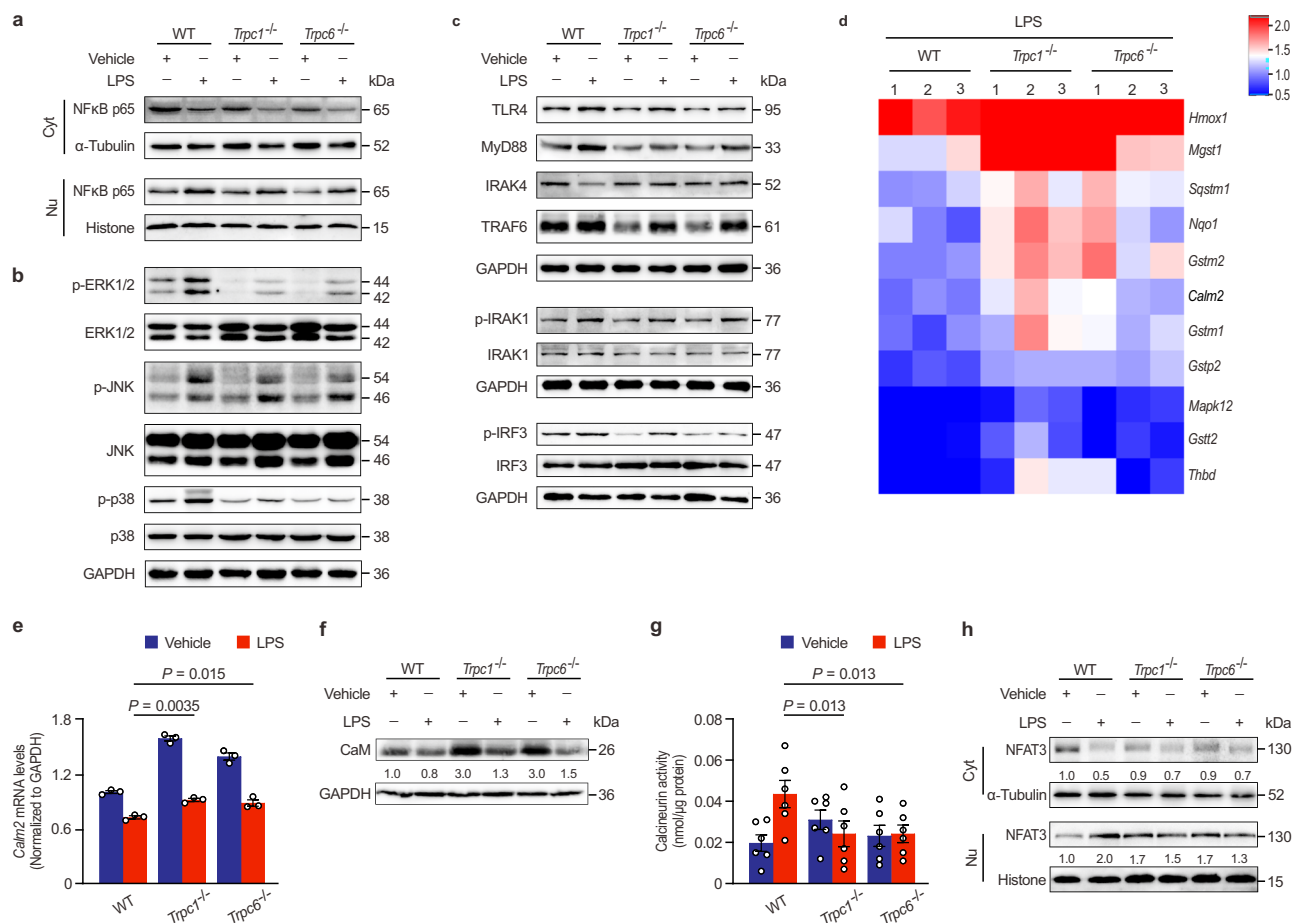 a
WT Trpc1-/- Trpc6-/-
Vehicle + – + – + –
LPS – + – + – + kDa
Cyt
NFκB p65 65
α-Tubulin 52
Nu
NFκB p65 65
Histone 15
b
p-ERK1/2 44
42
ERK1/2 44
42
p-JNK 54
46
JNK 54
46
p-p38 38
p38 38
GAPDH 36
c
WT Trpc1-/- Trpc6-/-
Vehicle + – + – + –
LPS – + – + – + kDa
TLR4 95
MyD88 33
IRAK4 52
TRAF6 61
GAPDH 36
p-IRAK1 77
IRAK1 77
GAPDH 36
p-IRF3 47
IRF3 47
GAPDH 36
d
LPS
WT Trpc1-/- Trpc6-/-
1 2 3 1 2 3 1 2 3
2.0
1.5
1.0
0.5
Hmox1
Mgst1
Sqstm1
Nqo1
Gstm2
Calm2
Gstm1
Gstp2
Mapk12
Gstt2
Thbd
e
Vehicle LPS
P = 0.015
P = 0.0035
Calm2 mRNA levels
(Normalized to GAPDH)
1.8
1.2
0.6
0
WT Trpc1-/- Trpc6-/-
f
WT Trpc1-/- Trpc6-/-
Vehicle + – + – + –
LPS – + – + – + kDa
CaM 26
1.0 0.8 3.0 1.3 3.0 1.5
GAPDH 36
g
Vehicle LPS
P = 0.013
P = 0.013
Calcineurin activity
(nmol/μg protein)
0.08
0.06
0.04
0.02
0
WT Trpc1-/- Trpc6-/-
h
WT Trpc1-/- Trpc6-/-
Vehicle + – + – + –
LPS – + – + – + kDa
Cyt
NFAT3 130
1.0 0.5 0.9 0.7 0.9 0.7
α-Tubulin 52
Nu
NFAT3 130
1.0 2.0 1.7 1.5 1.7 1.3
Histone 15